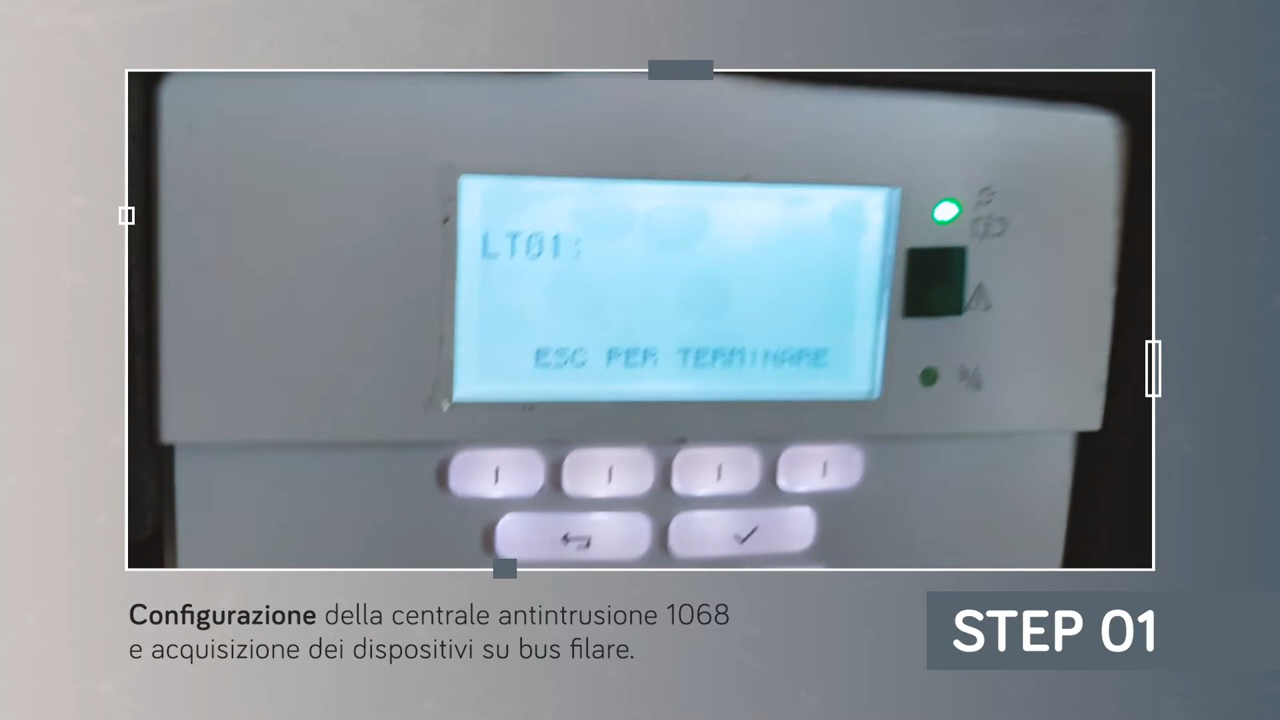 LT01:
ESC PER TERMINARE
Configurazione della centrale antintrusione 1068
e acquisizione dei dispositivi su bus filare.
STEP 01